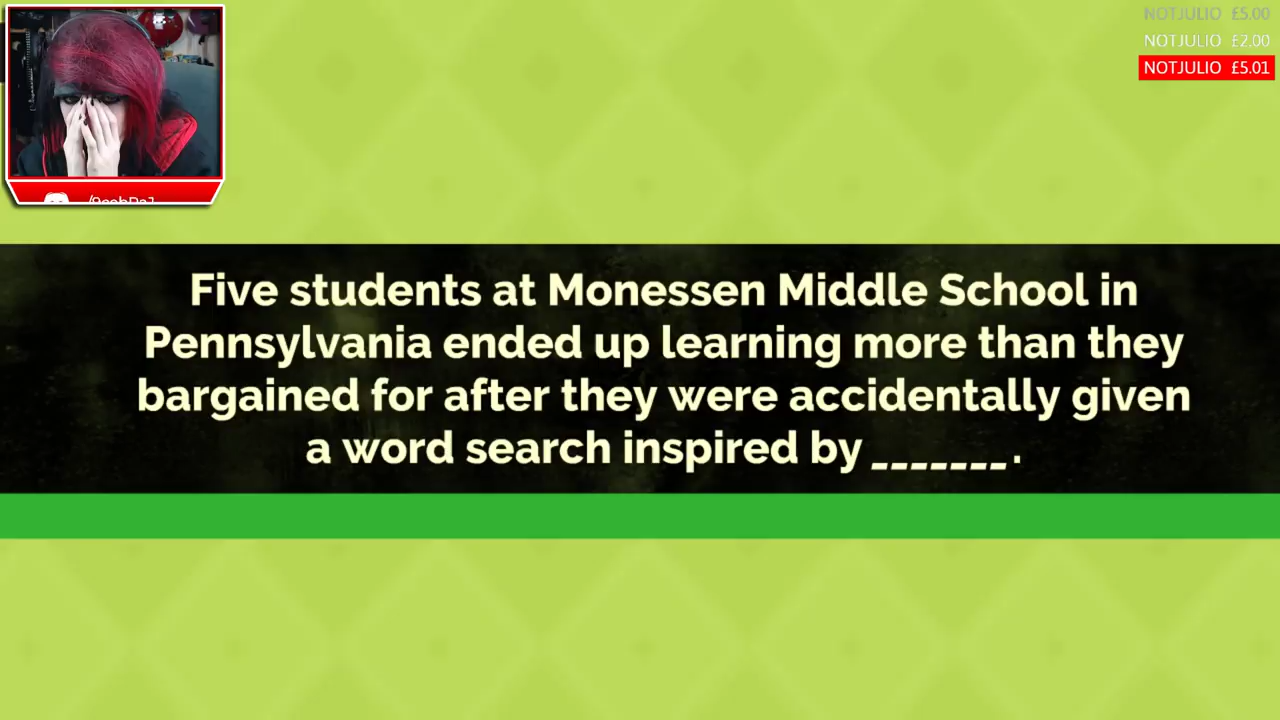 NOTJULIO £5.00
NOTJULIO £2.00
NOTJULIO £5.01
Five students at Monessen Middle School in
Pennsylvania ended up learning more than they
bargained for after they were accidentally given
a word search inspired by _______.